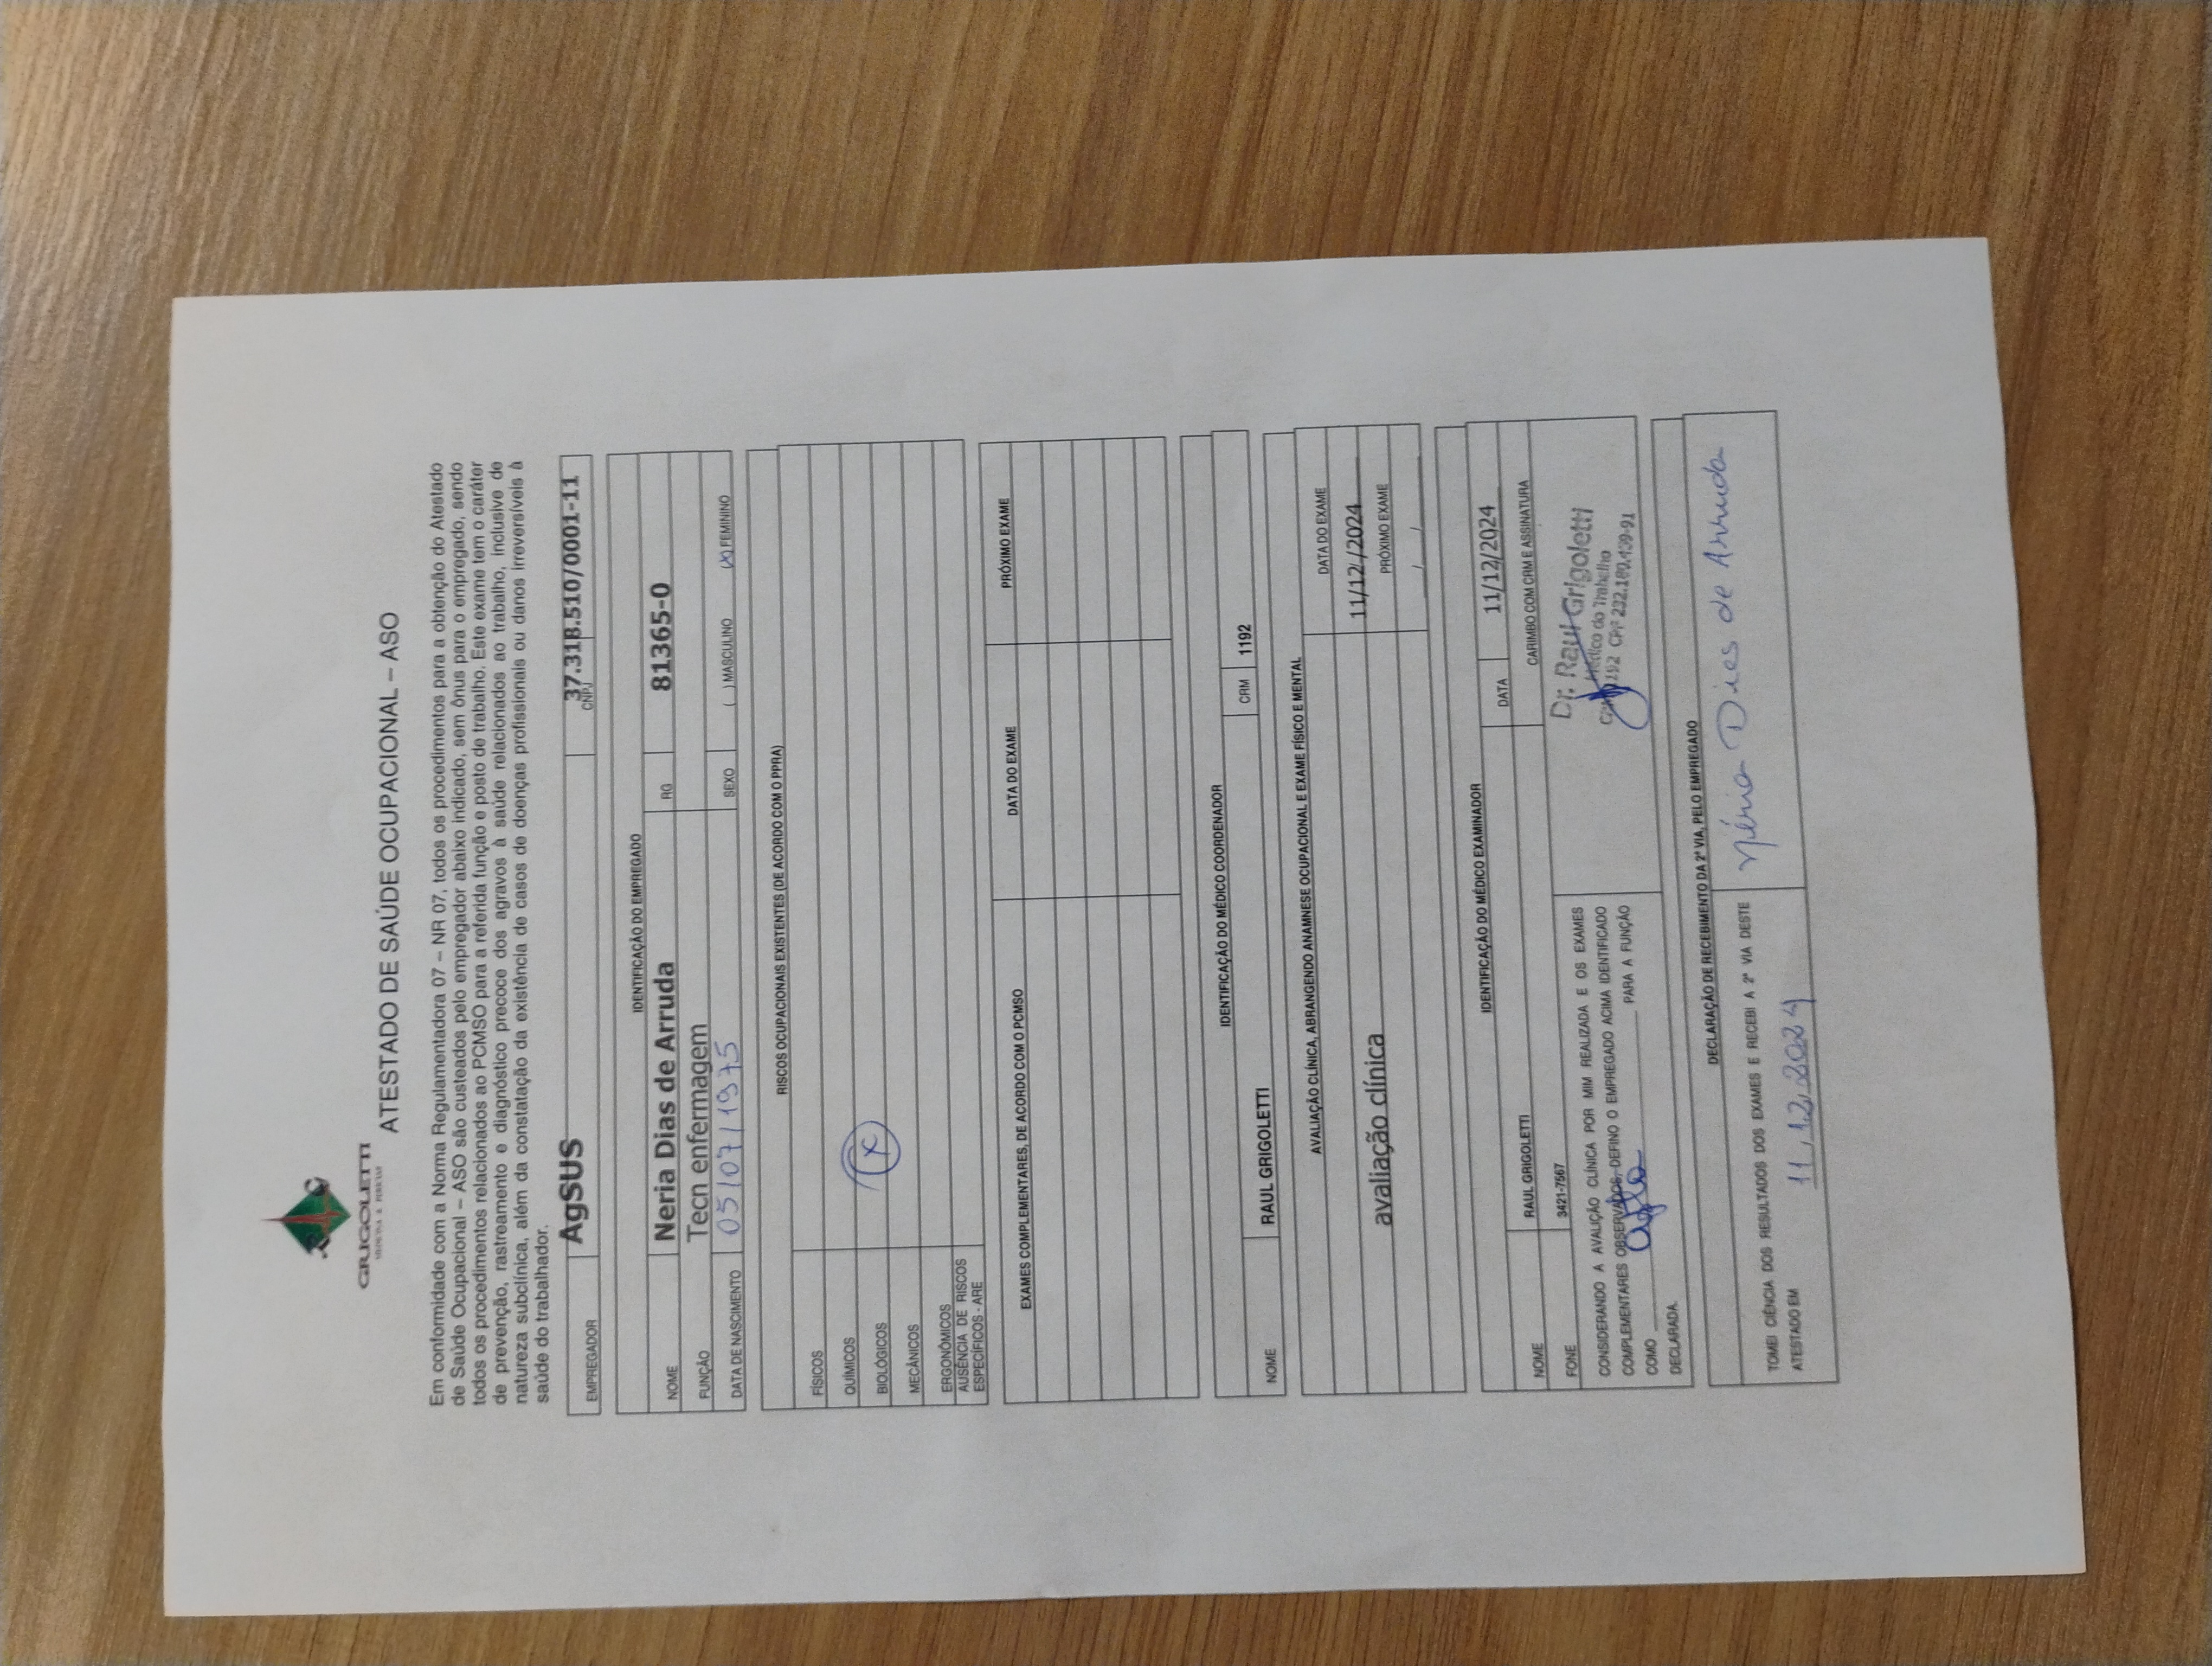 GRIGOLETTI
MEDICINA & PERÍCIAS
ATESTADO DE SAÚDE OCUPACIONAL – ASO
Em conformidade com a Norma Regulamentadora 07 – NR 07, todos os procedimentos para a obtenção do Atestado
de Saúde Ocupacional – ASO são custeados pelo empregador abaixo indicado, sem ônus para o empregado, sendo
todos os procedimentos relacionados ao PCMSO para a referida função e posto de trabalho. Este exame tem o caráter
de prevenção, rastreamento e diagnóstico precoce dos agravos à saúde relacionados ao trabalho, inclusive de
natureza subclínica, além da constatação da existência de casos de doenças profissionais ou danos irreversíveis à
saúde do trabalhador.
EMPREGADOR AgSUS CNPJ 37.318.510/0001-11
IDENTIFICAÇÃO DO EMPREGADO
NOME Neria Dias de Arruda RG 81365-0
FUNÇÃO Tecn enfermagem
DATA DE NASCIMENTO 05/07/1975 SEXO ( ) MASCULINO (X) FEMININO
RISCOS OCUPACIONAIS EXISTENTES (DE ACORDO COM O PPRA)
FÍSICOS
QUÍMICOS
BIOLÓGICOS X
MECÂNICOS
ERGONÔMICOS
AUSÊNCIA DE RISCOS
ESPECÍFICOS - ARE
EXAMES COMPLEMENTARES, DE ACORDO COM O PCMSO DATA DO EXAME PRÓXIMO EXAME
IDENTIFICAÇÃO DO MÉDICO COORDENADOR
NOME RAUL GRIGOLETTI CRM 1192
AVALIAÇÃO CLÍNICA, ABRANGENDO ANAMNESE OCUPACIONAL E EXAME FÍSICO E MENTAL
DATA DO EXAME
11/12/2024
avaliação clínica
PRÓXIMO EXAME
__/__/____
IDENTIFICAÇÃO DO MÉDICO EXAMINADOR
NOME RAUL GRIGOLETTI DATA 11/12/2024
FONE 3421-7567 CARIMBO COM CRM E ASSINATURA
CONSIDERANDO A AVALIÇÃO CLÍNICA POR MIM REALIZADA E OS EXAMES
COMPLEMENTARES OBSERVADOS, DEFINO O EMPREGADO ACIMA IDENTIFICADO
COMO apta PARA A FUNÇÃO
DECLARADA.
Dr. Raul Grigoletti
Médico do Trabalho
CPF 232.180.439-91
DECLARAÇÃO DE RECEBIMENTO DA 2ª VIA, PELO EMPREGADO
TOMEI CIÊNCIA DOS RESULTADOS DOS EXAMES E RECEBI A 2ª VIA DESTE
ATESTADO EM 11/12/2024
Néria Dias de Arruda